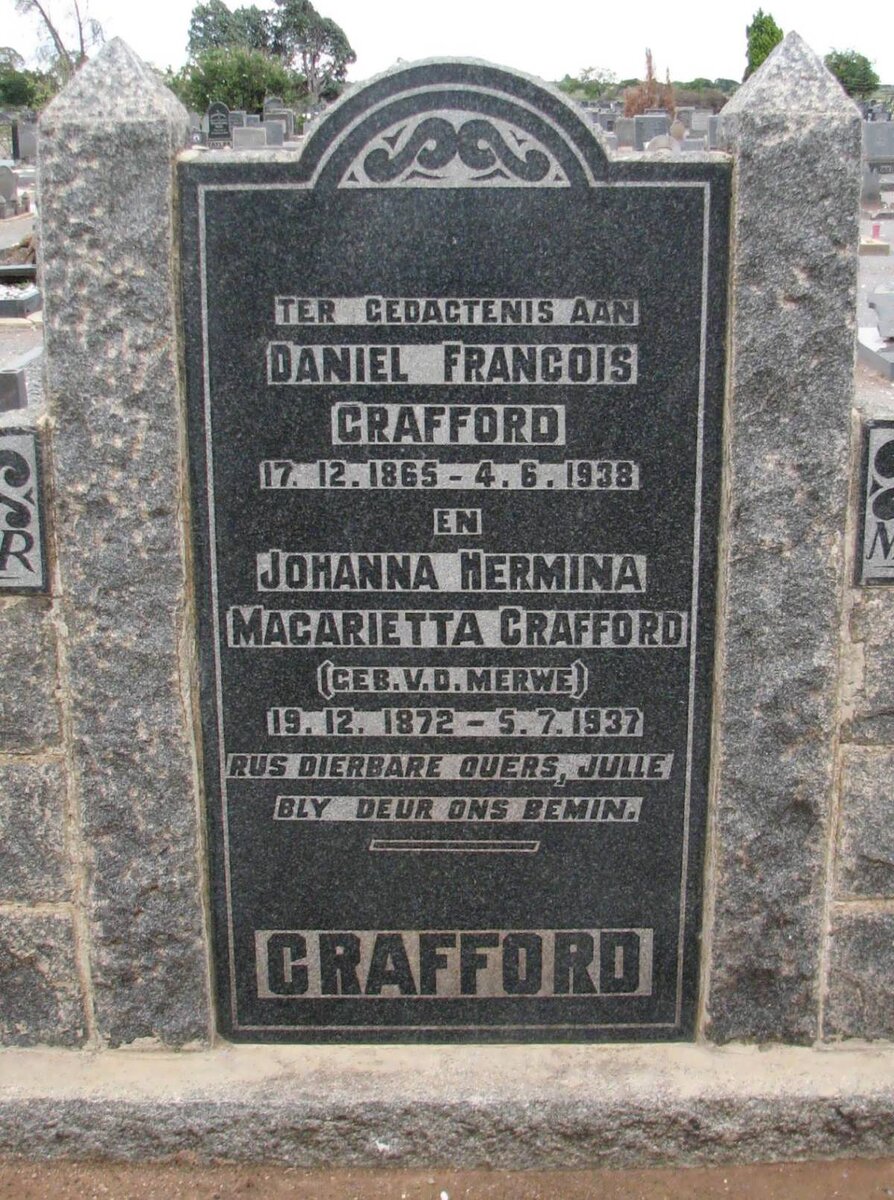 TER GEDACTENIS AAN
DANIEL FRANCOIS
CRAFFORD
17.12.1865 – 4.6.1938
EN
JOHANNA HERMINA
MAGARIETTA CRAFFORD
(GEB.V.D.MERWE)
19.12.1872 – 5.7.1937
RUS DIERBARE OUERS, JULLE
BLY DEUR ONS BEMIN.
CRAFFORD
R
M